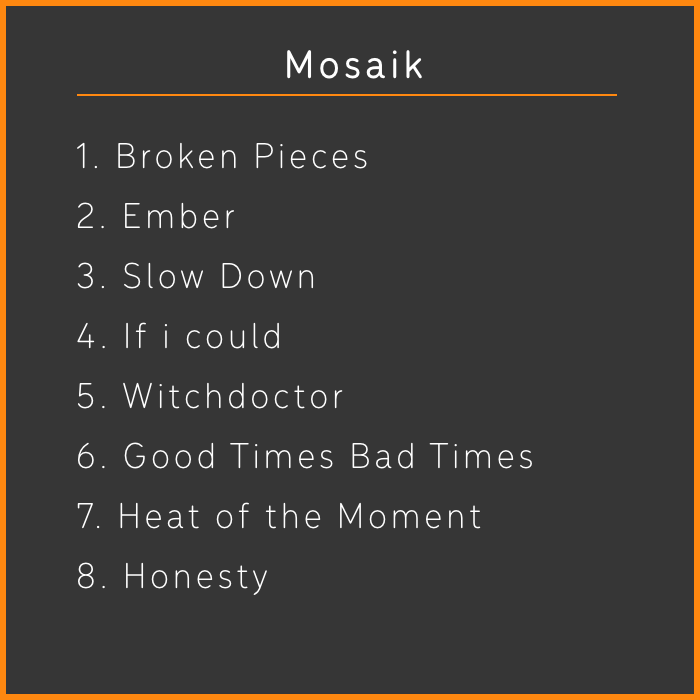 Mosaik
1. Broken Pieces
2. Ember
3. Slow Down
4. If i could
5. Witchdoctor
6. Good Times Bad Times
7. Heat of the Moment
8. Honesty